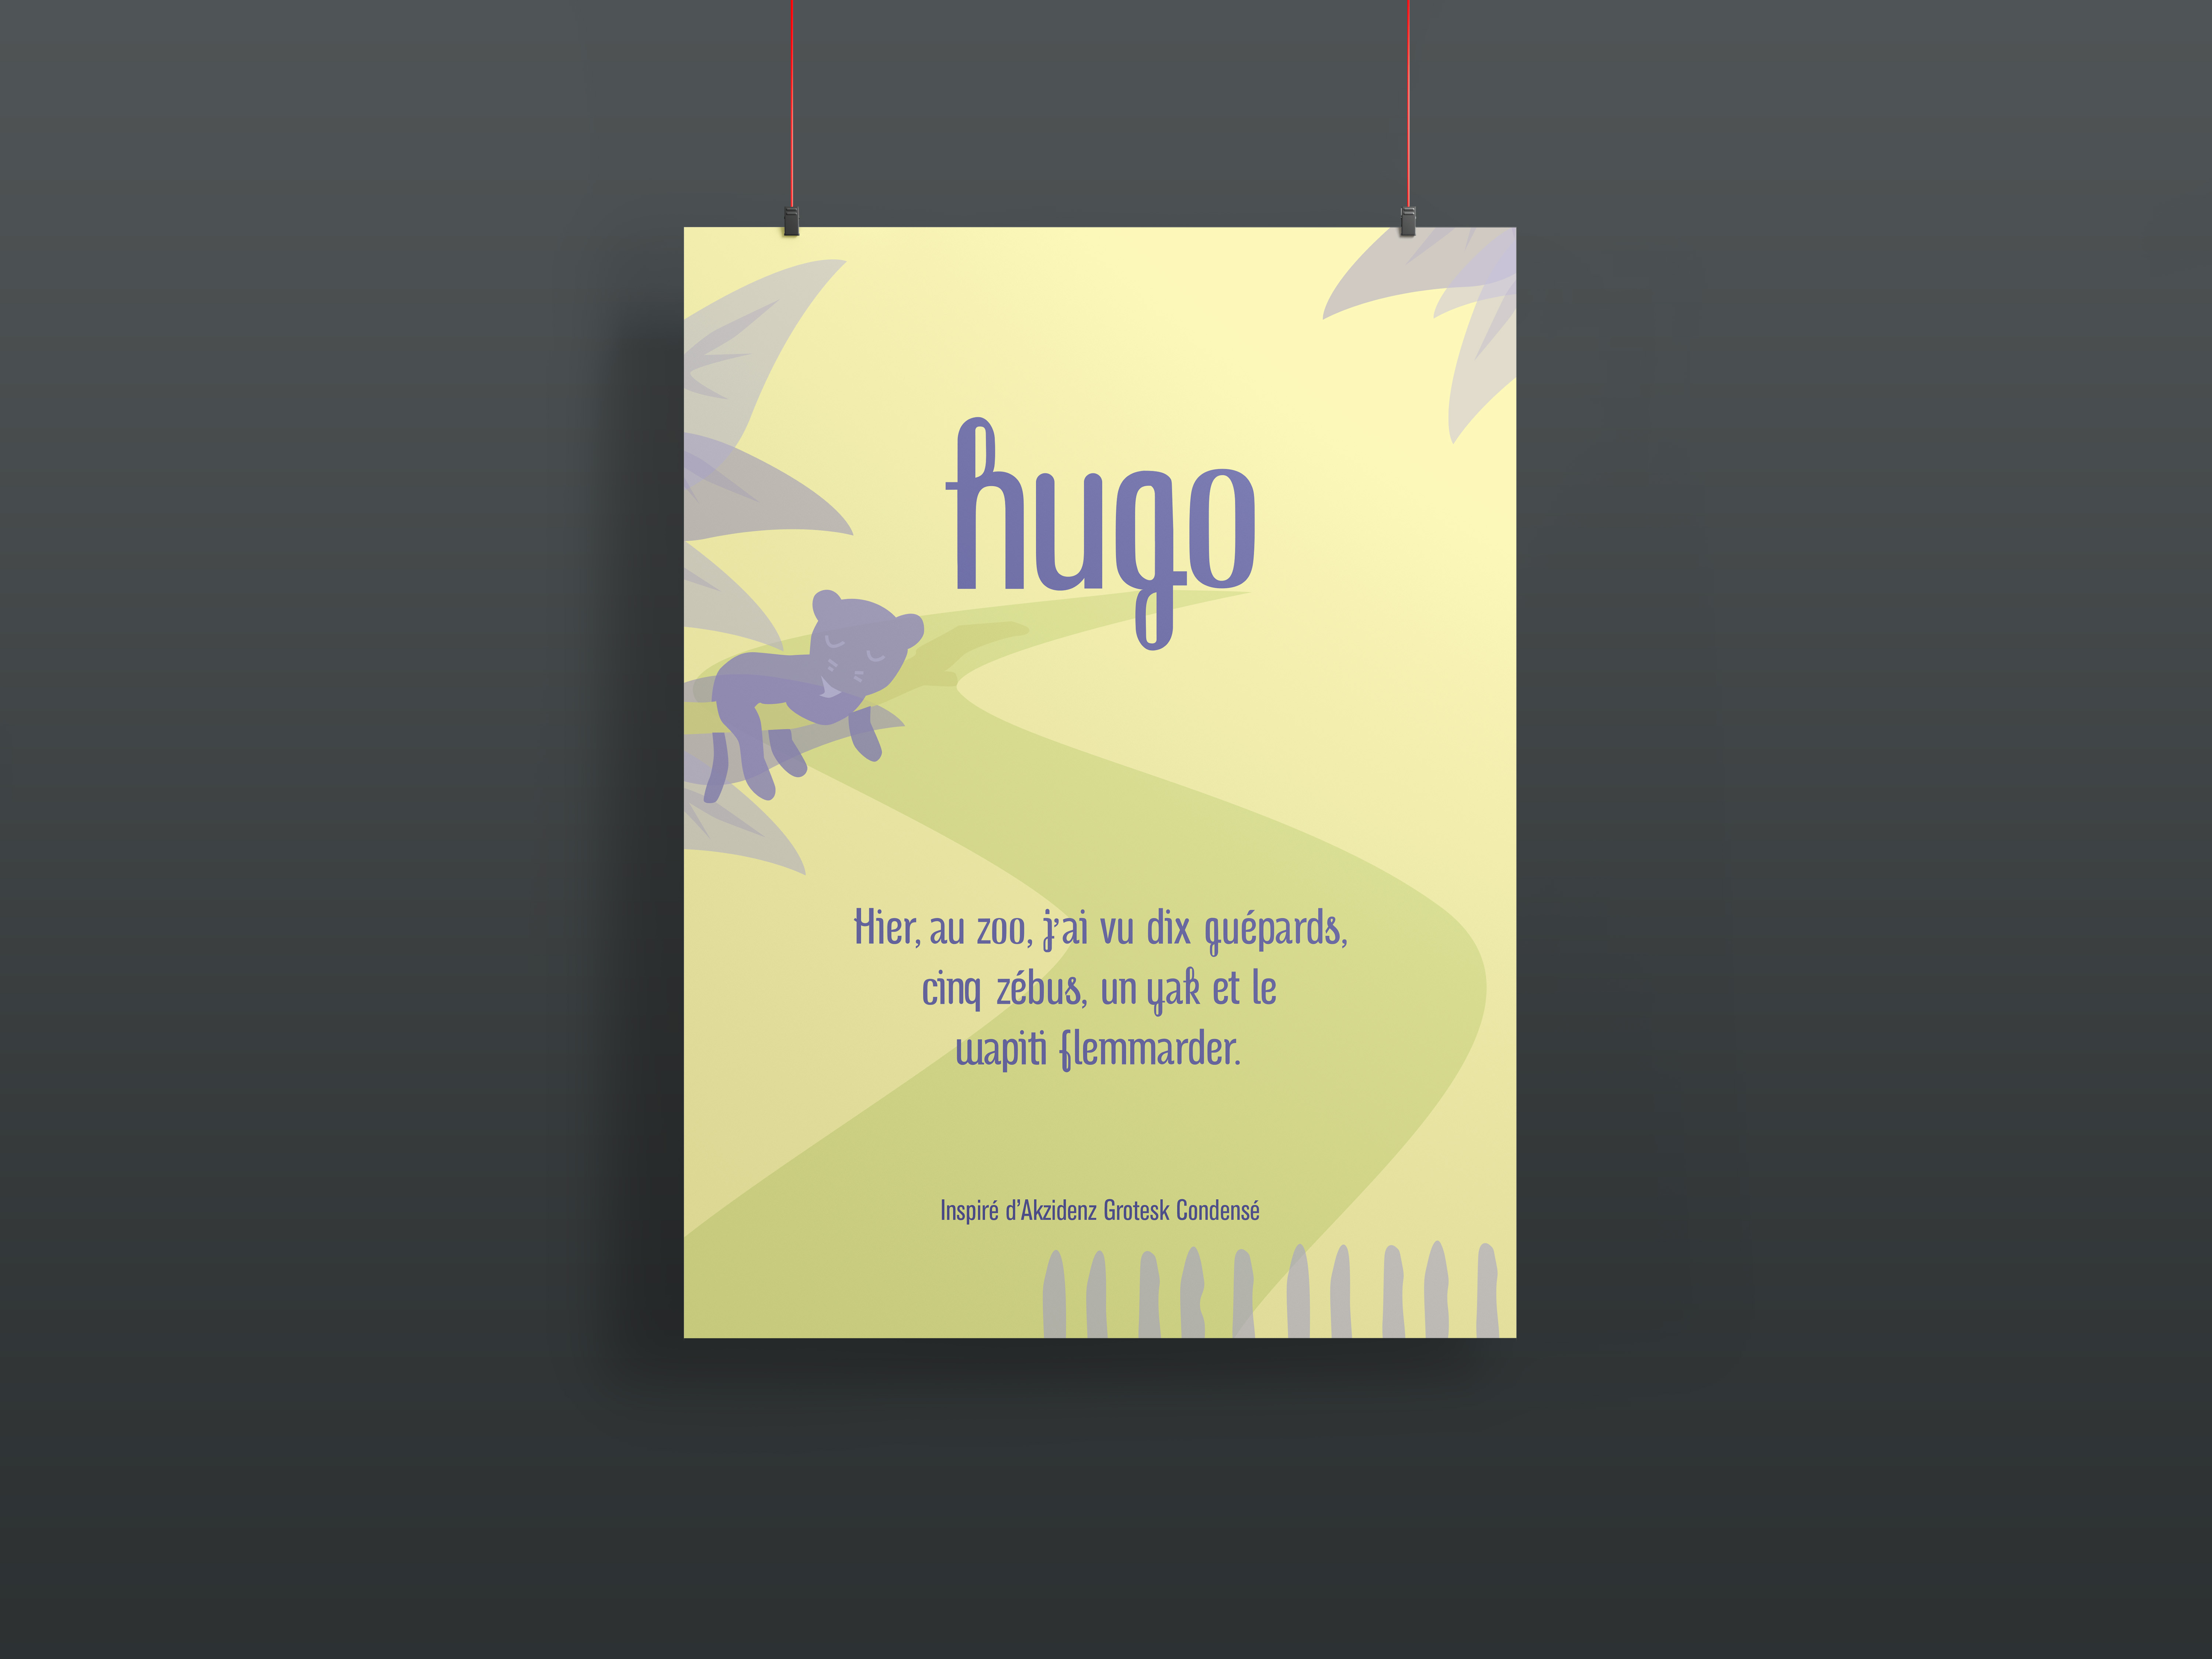 hugo
Hier, au zoo, j'ai vu dix guépards,
cinq zébus, un yak et le
wapiti flemmarder.
Inspiré d'Akzidenz Grotesk Condensé